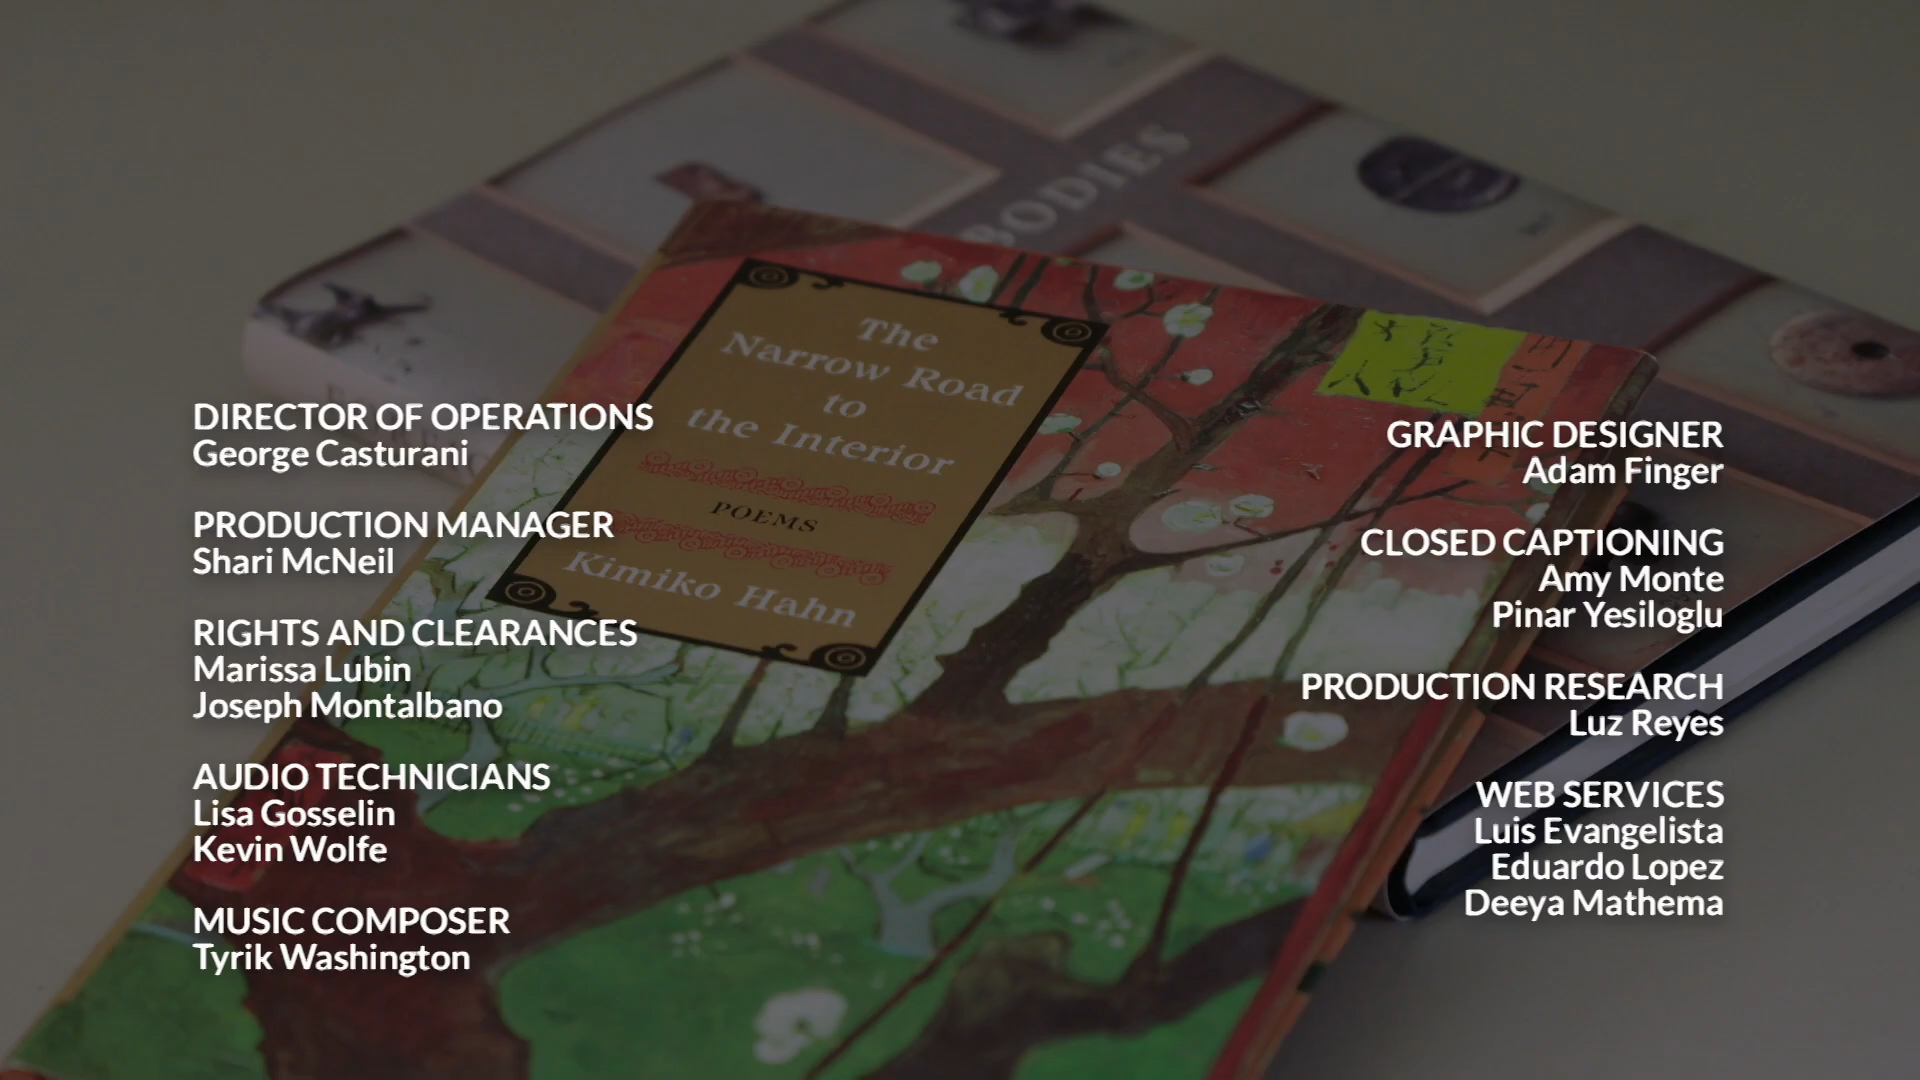 DIRECTOR OF OPERATIONS
George Casturani
PRODUCTION MANAGER
Shari McNeil
RIGHTS AND CLEARANCES
Marissa Lubin
Joseph Montalbano
AUDIO TECHNICIANS
Lisa Gosselin
Kevin Wolfe
MUSIC COMPOSER
Tyrik Washington
GRAPHIC DESIGNER
Adam Finger
CLOSED CAPTIONING
Amy Monte
Pinar Yesiloglu
PRODUCTION RESEARCH
Luz Reyes
WEB SERVICES
Luis Evangelista
Eduardo Lopez
Deeya Mathema
BODIES
The
Narrow Road
to
the Interior
POEMS
Kimiko Hahn